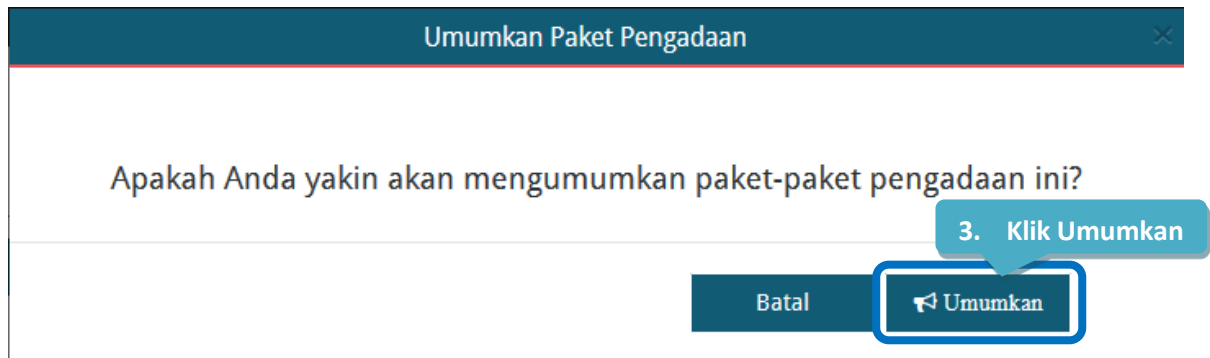 Umumkan Paket Pengadaan
Apakah Anda yakin akan mengumumkan paket-paket pengadaan ini?
3. Klik Umumkan
Batal
Umumkan